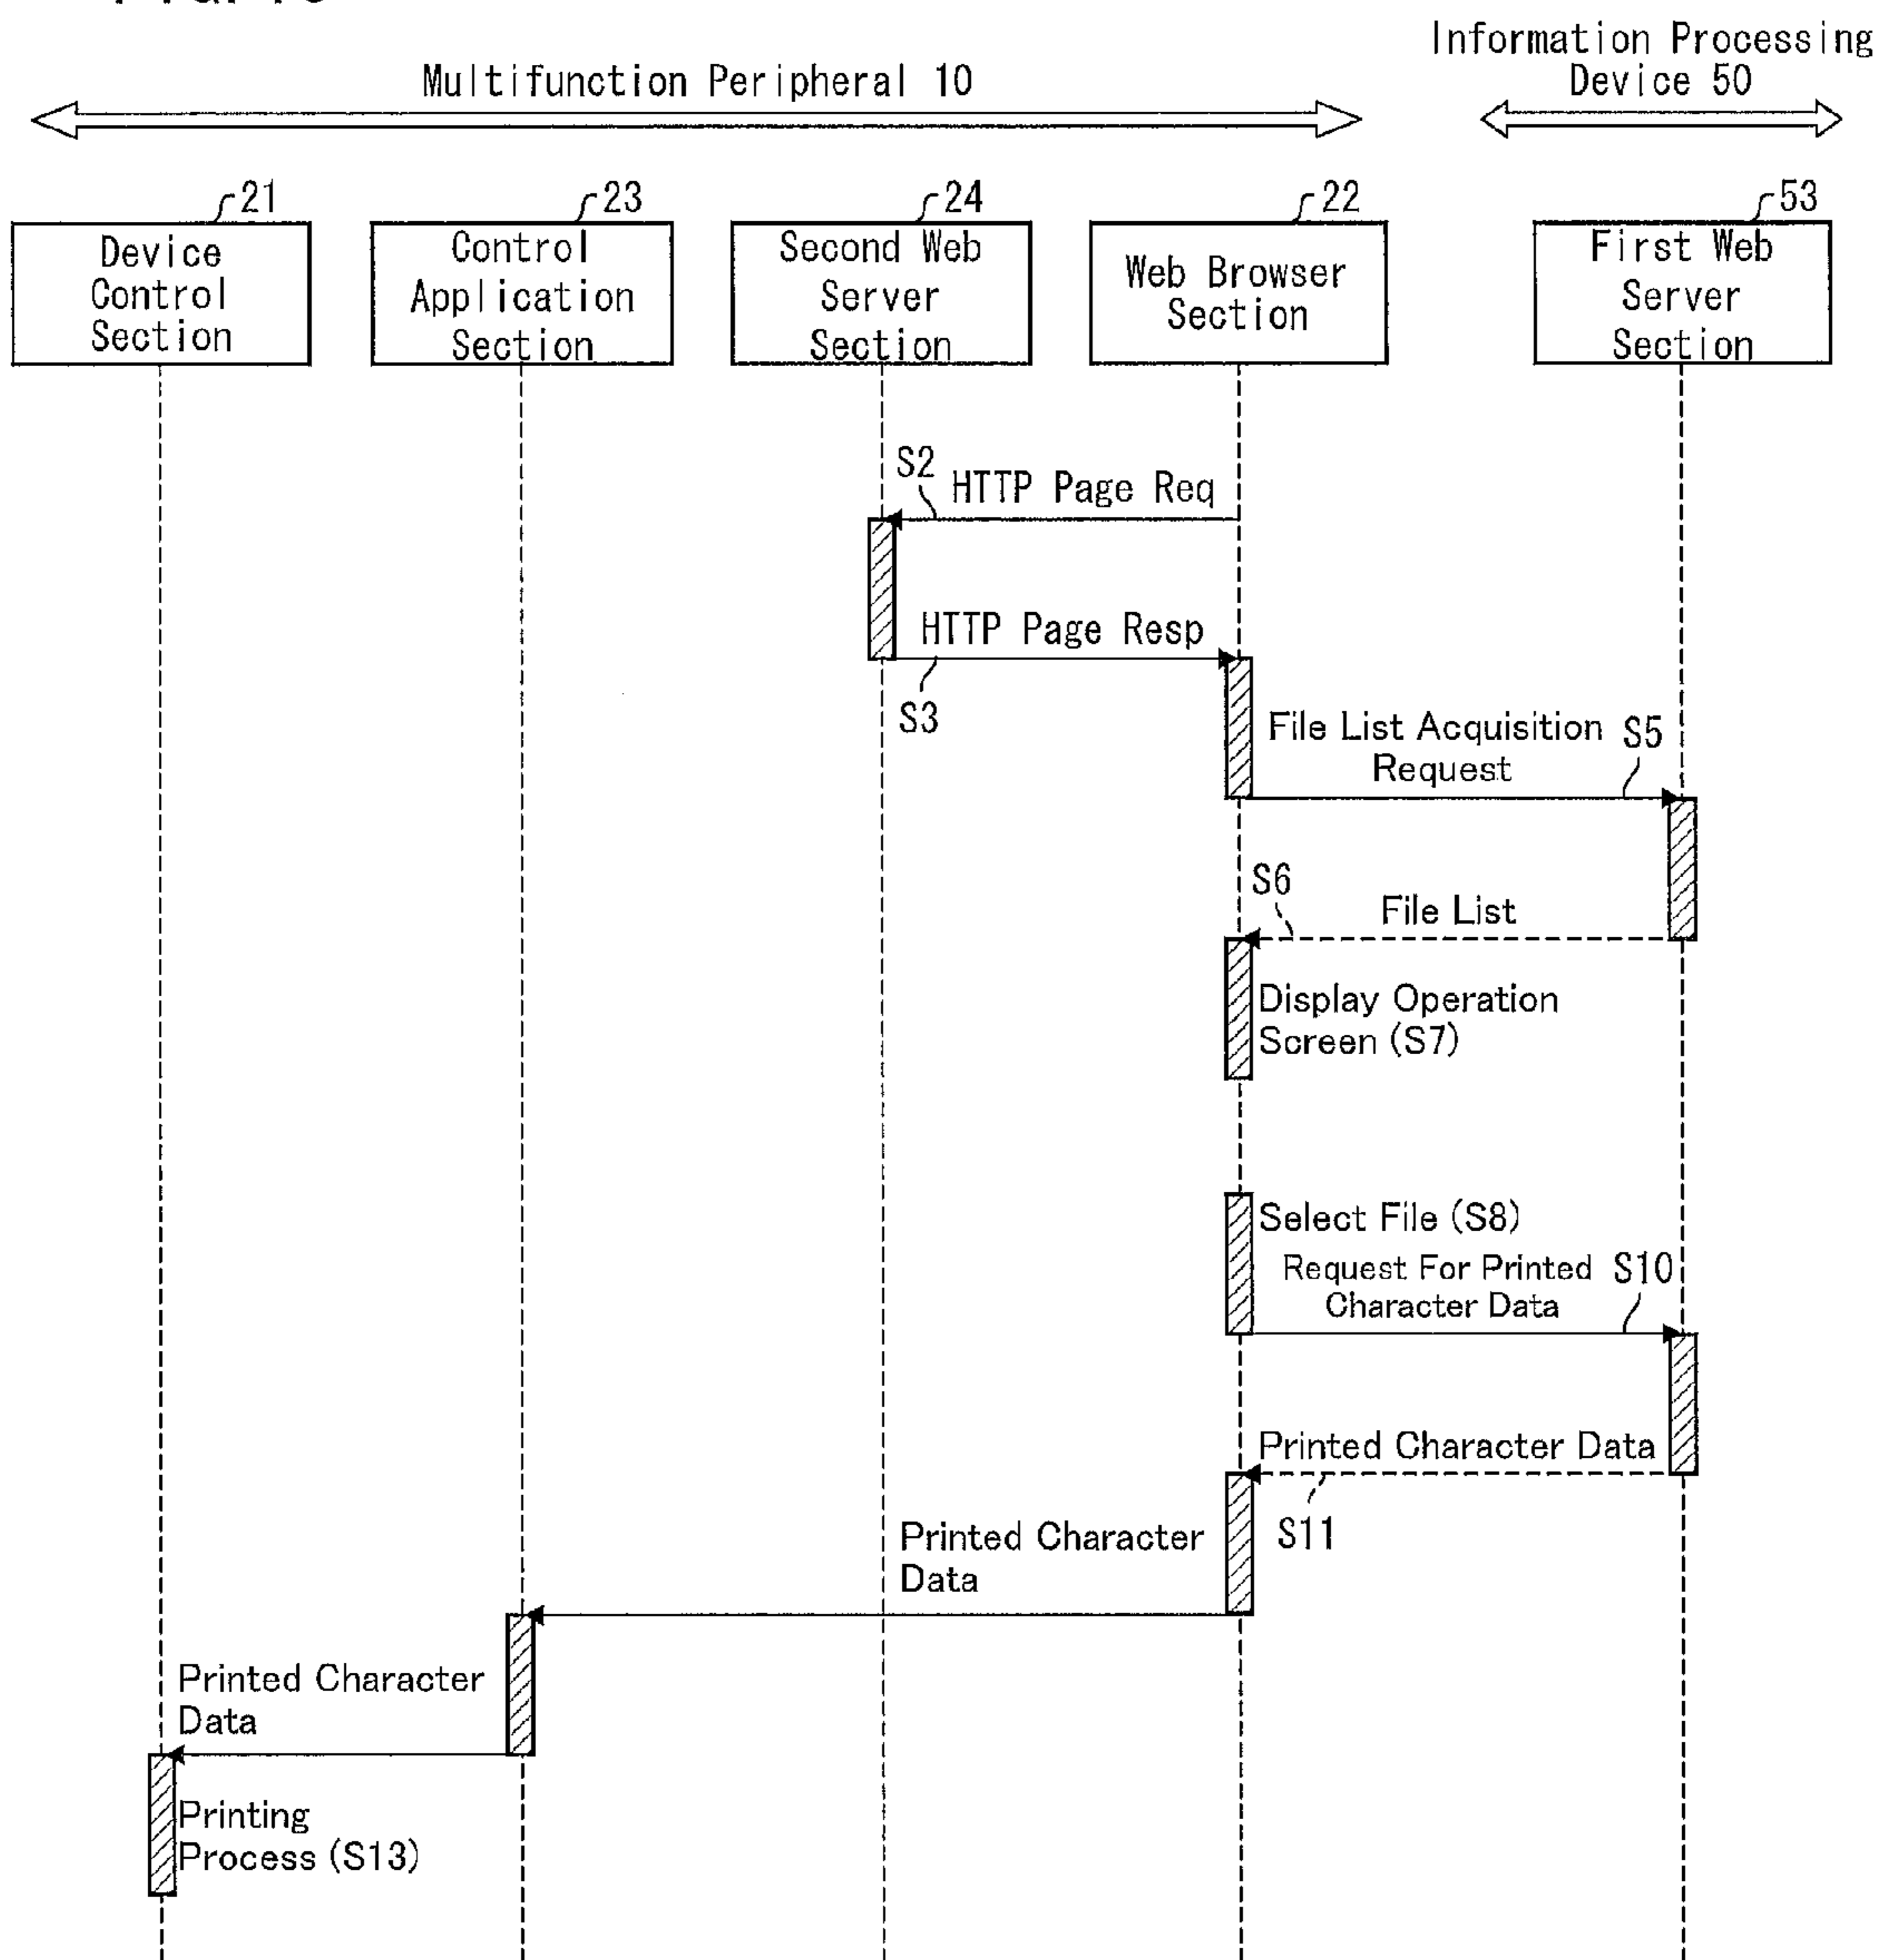 Information Processing
Device 50
Multifunction Peripheral 10
21
23
24
22
53
Device
Control
Section
Control
Application
Section
Second Web
Server
Section
Web Browser
Section
First Web
Server
Section
S2
HTTP Page Req
HTTP Page Resp
S3
File List Acquisition
Request
S5
S6
File List
Display Operation
Screen (S7)
Select File (S8)
Request For Printed
Character Data
S10
Printed Character Data
S11
Printed Character
Data
Printed Character
Data
Printing
Process (S13)